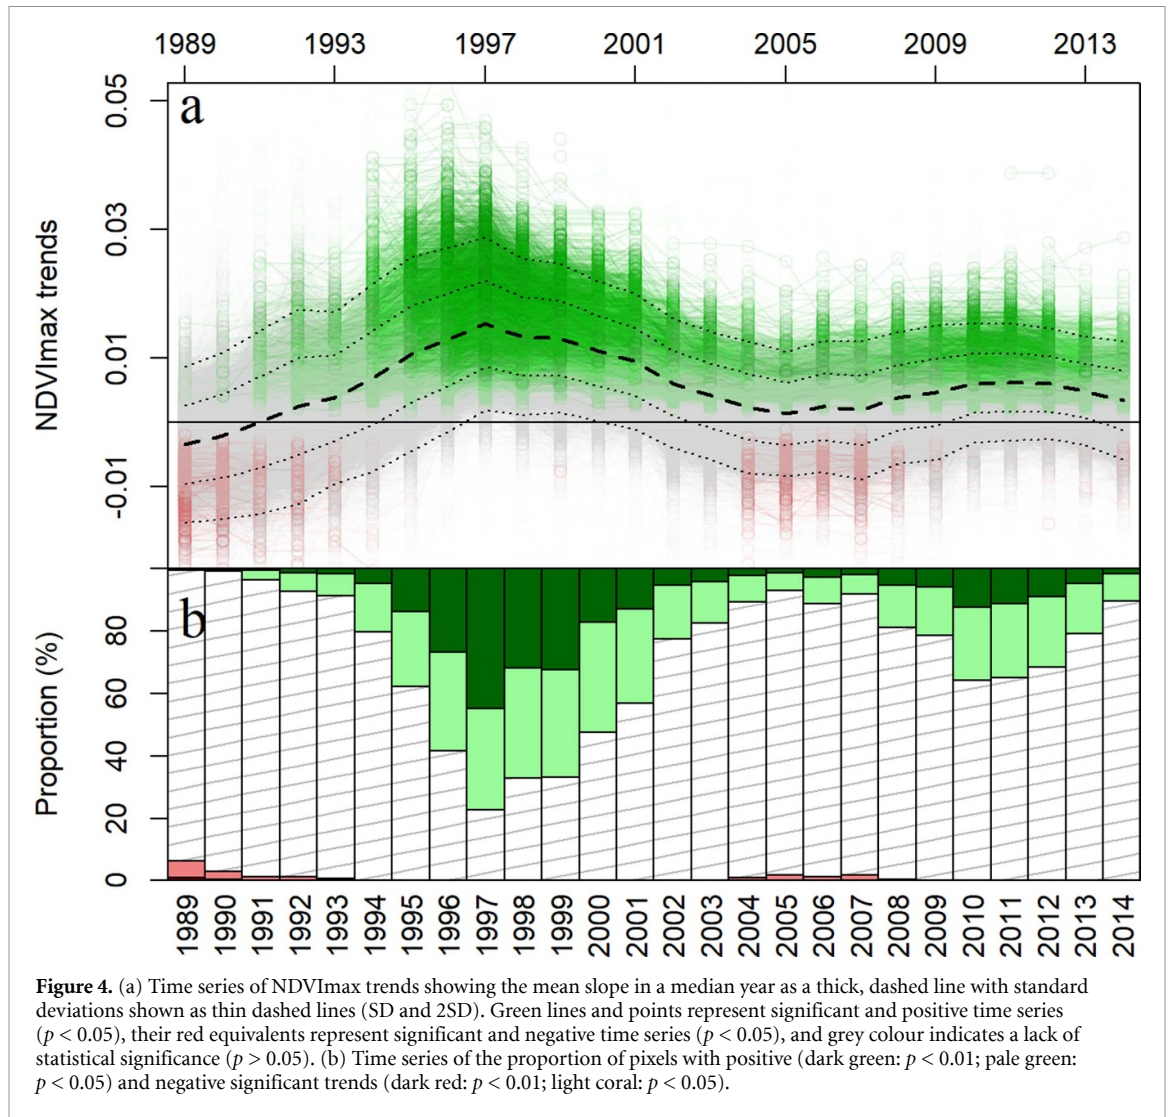 1989 1993 1997 2001 2005 2009 2013
a
NDVImax trends
0.05
0.03
0.01
-0.01
b
Proportion (%)
80
60
40
20
0
1989 1990 1991 1992 1993 1994 1995 1996 1997 1998 1999 2000 2001 2002 2003 2004 2005 2006 2007 2008 2009 2010 2011 2012 2013 2014
Figure 4. (a) Time series of NDVImax trends showing the mean slope in a median year as a thick, dashed line with standard
deviations shown as thin dashed lines (SD and 2SD). Green lines and points represent significant and positive time series
(p < 0.05), their red equivalents represent significant and negative time series (p < 0.05), and grey colour indicates a lack of
statistical significance (p > 0.05). (b) Time series of the proportion of pixels with positive (dark green: p < 0.01; pale green:
p < 0.05) and negative significant trends (dark red: p < 0.01; light coral: p < 0.05).